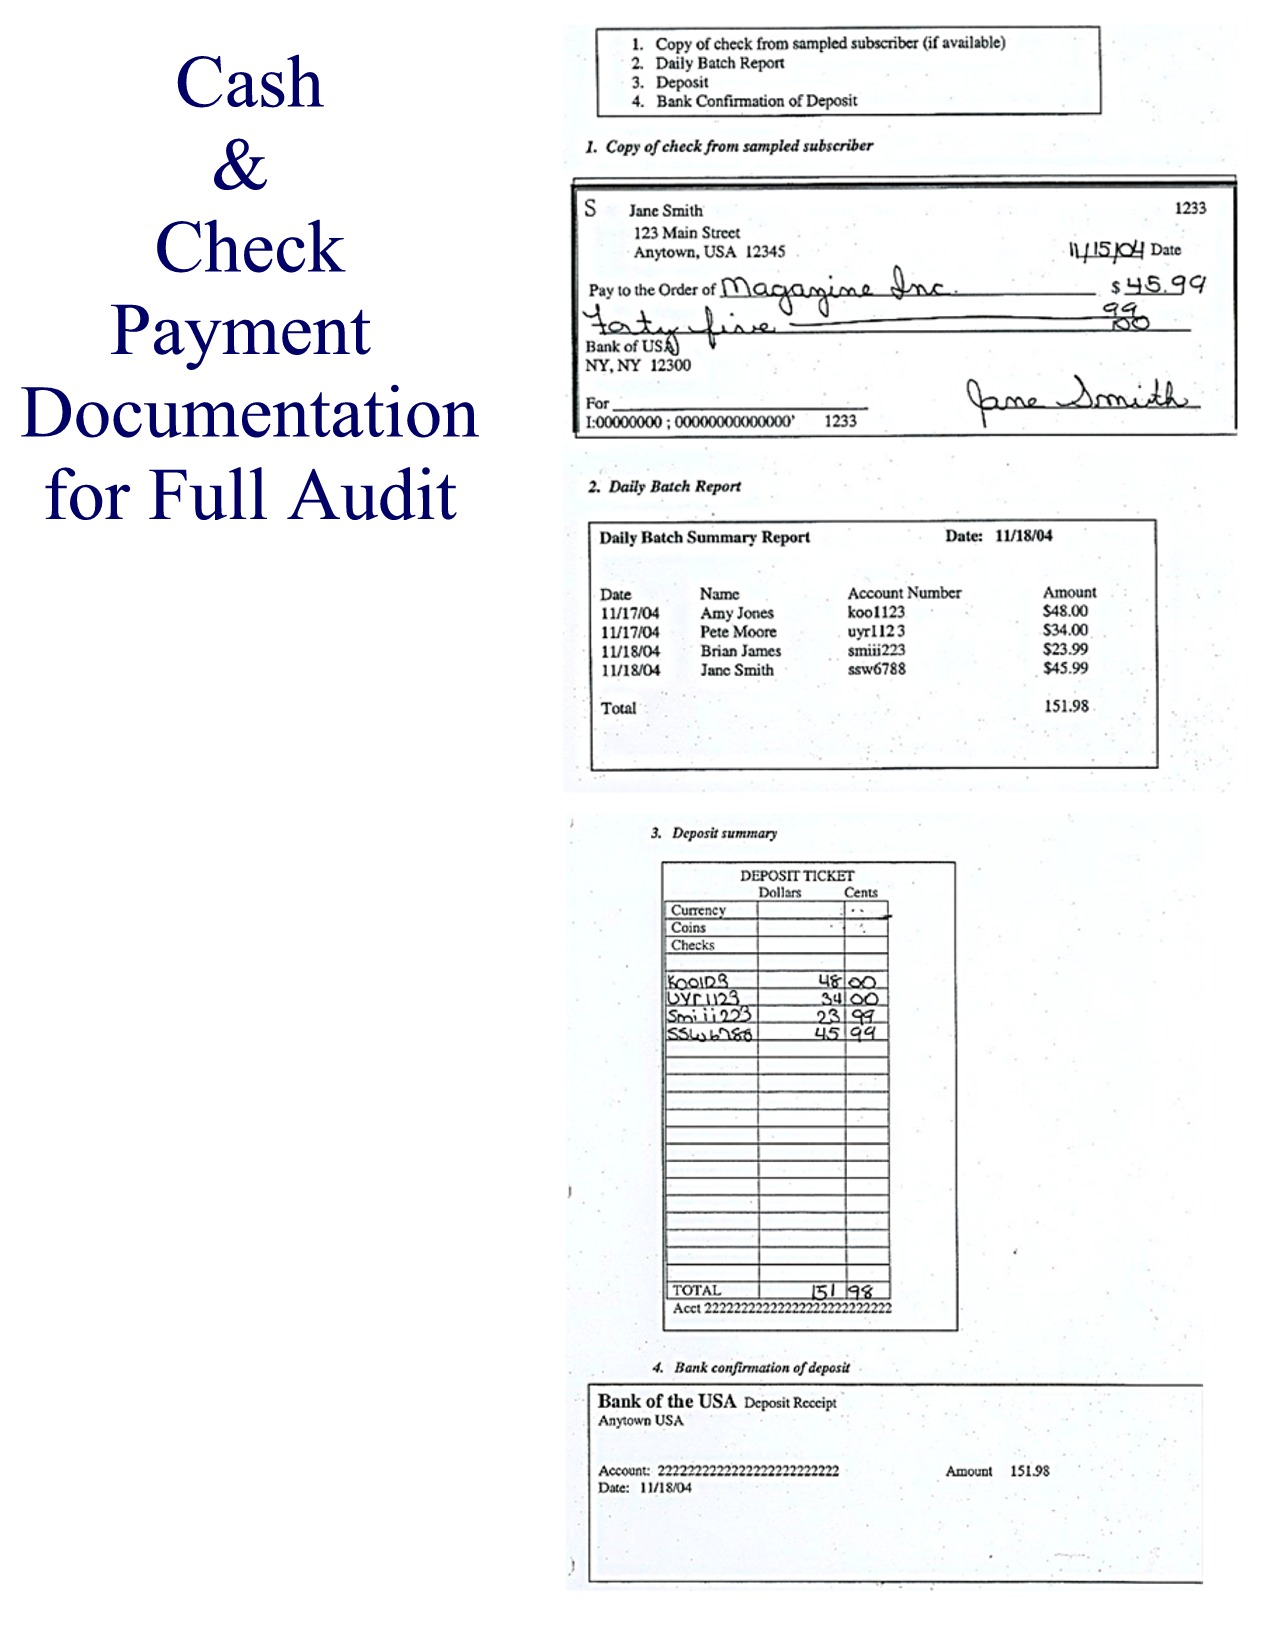 Cash
&
Check
Payment
Documentation
for Full Audit
1. Copy of check from sampled subscriber (if available)
2. Daily Batch Report
3. Deposit
4. Bank Confirmation of Deposit
1. Copy of check from sampled subscriber
S Jane Smith 1233
123 Main Street
Anytown, USA 12345 11/15/04 Date
Pay to the Order of Magazine Inc. $ 45.99
Forty five 99/00
Bank of USA
NY, NY 12300
For Jane Smith
I:00000000 ; 00000000000000' 1233
2. Daily Batch Report
Daily Batch Summary Report Date: 11/18/04
Date Name Account Number Amount
11/17/04 Amy Jones koo1123 $48.00
11/17/04 Pete Moore uyr1123 $34.00
11/18/04 Brian James smiii223 $23.99
11/18/04 Jane Smith ssw6788 $45.99
Total 151.98
3. Deposit summary
DEPOSIT TICKET
Dollars Cents
Currency
Coins
Checks
48 00
UYr1123 34 00
Smiii223 23 99
SSW6788 45 99
TOTAL 151 98
Acct 22222222222222222222222222
4. Bank confirmation of deposit
Bank of the USA Deposit Receipt
Anytown USA
Account: 2222222222222222222222222 Amount 151.98
Date: 11/18/04